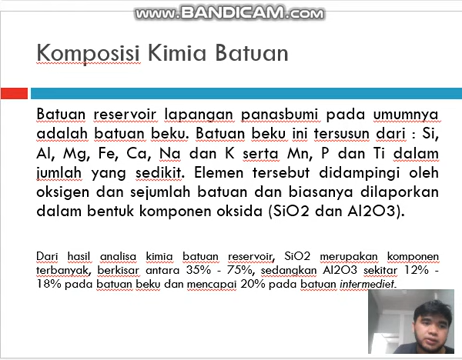 www.BANDICAM.com
Komposisi Kimia Batuan
Batuan reservoir lapangan panasbumi pada umumnya
adalah batuan beku. Batuan beku ini tersusun dari : Si,
Al, Mg, Fe, Ca, Na dan K serta Mn, P dan Ti dalam
jumlah yang sedikit. Elemen tersebut didampingi oleh
oksigen dan sejumlah batuan dan biasanya dilaporkan
dalam bentuk komponen oksida (SiO2 dan Al2O3).
Dari hasil analisa kimia batuan reservoir, SiO2 merupakan komponen
terbanyak, berkisar antara 35% - 75%, sedangkan Al2O3 sekitar 12% -
18% pada batuan beku dan mencapai 20% pada batuan intermediet.